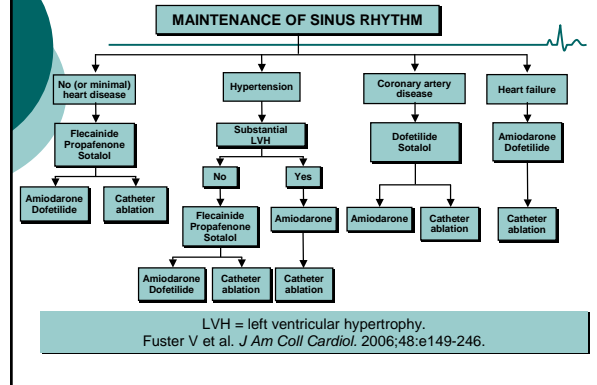 MAINTENANCE OF SINUS RHYTHM
No (or minimal)
heart disease
Hypertension
Coronary artery
disease
Heart failure
Flecainide
Propafenone
Sotalol
Substantial
LVH
Dofetilide
Sotalol
Amiodarone
Dofetilide
No
Yes
Amiodarone
Dofetilide
Catheter
ablation
Flecainide
Propafenone
Sotalol
Amiodarone
Amiodarone
Catheter
ablation
Catheter
ablation
Amiodarone
Dofetilide
Catheter
ablation
Catheter
ablation
LVH = left ventricular hypertrophy.
Fuster V et al. J Am Coll Cardiol. 2006;48:e149-246.